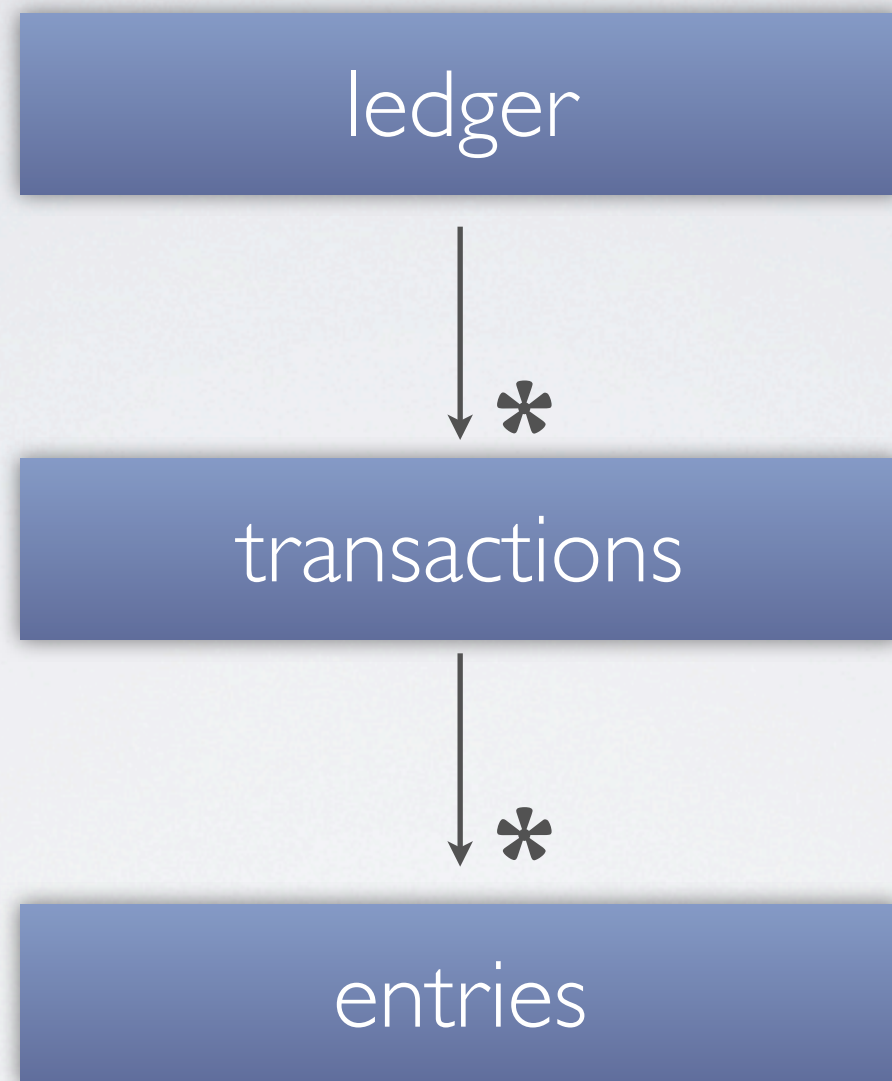 ledger
*
transactions
*
entries